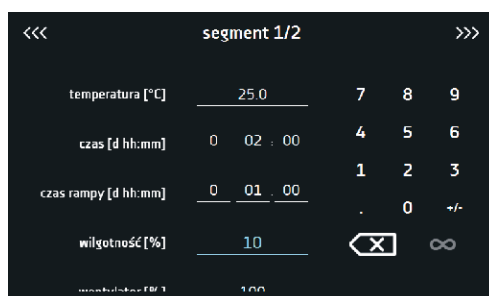 <<< segment 1/2 >>>
temperatura [°C] 25.0 7 8 9
czas [d hh:mm] 0 02 : 00 4 5 6
1 2 3
czas rampy [d hh:mm] 0 01 : 00
. 0 +/-
wilgotność [%] 10 X ∞
wentylator [%] 100